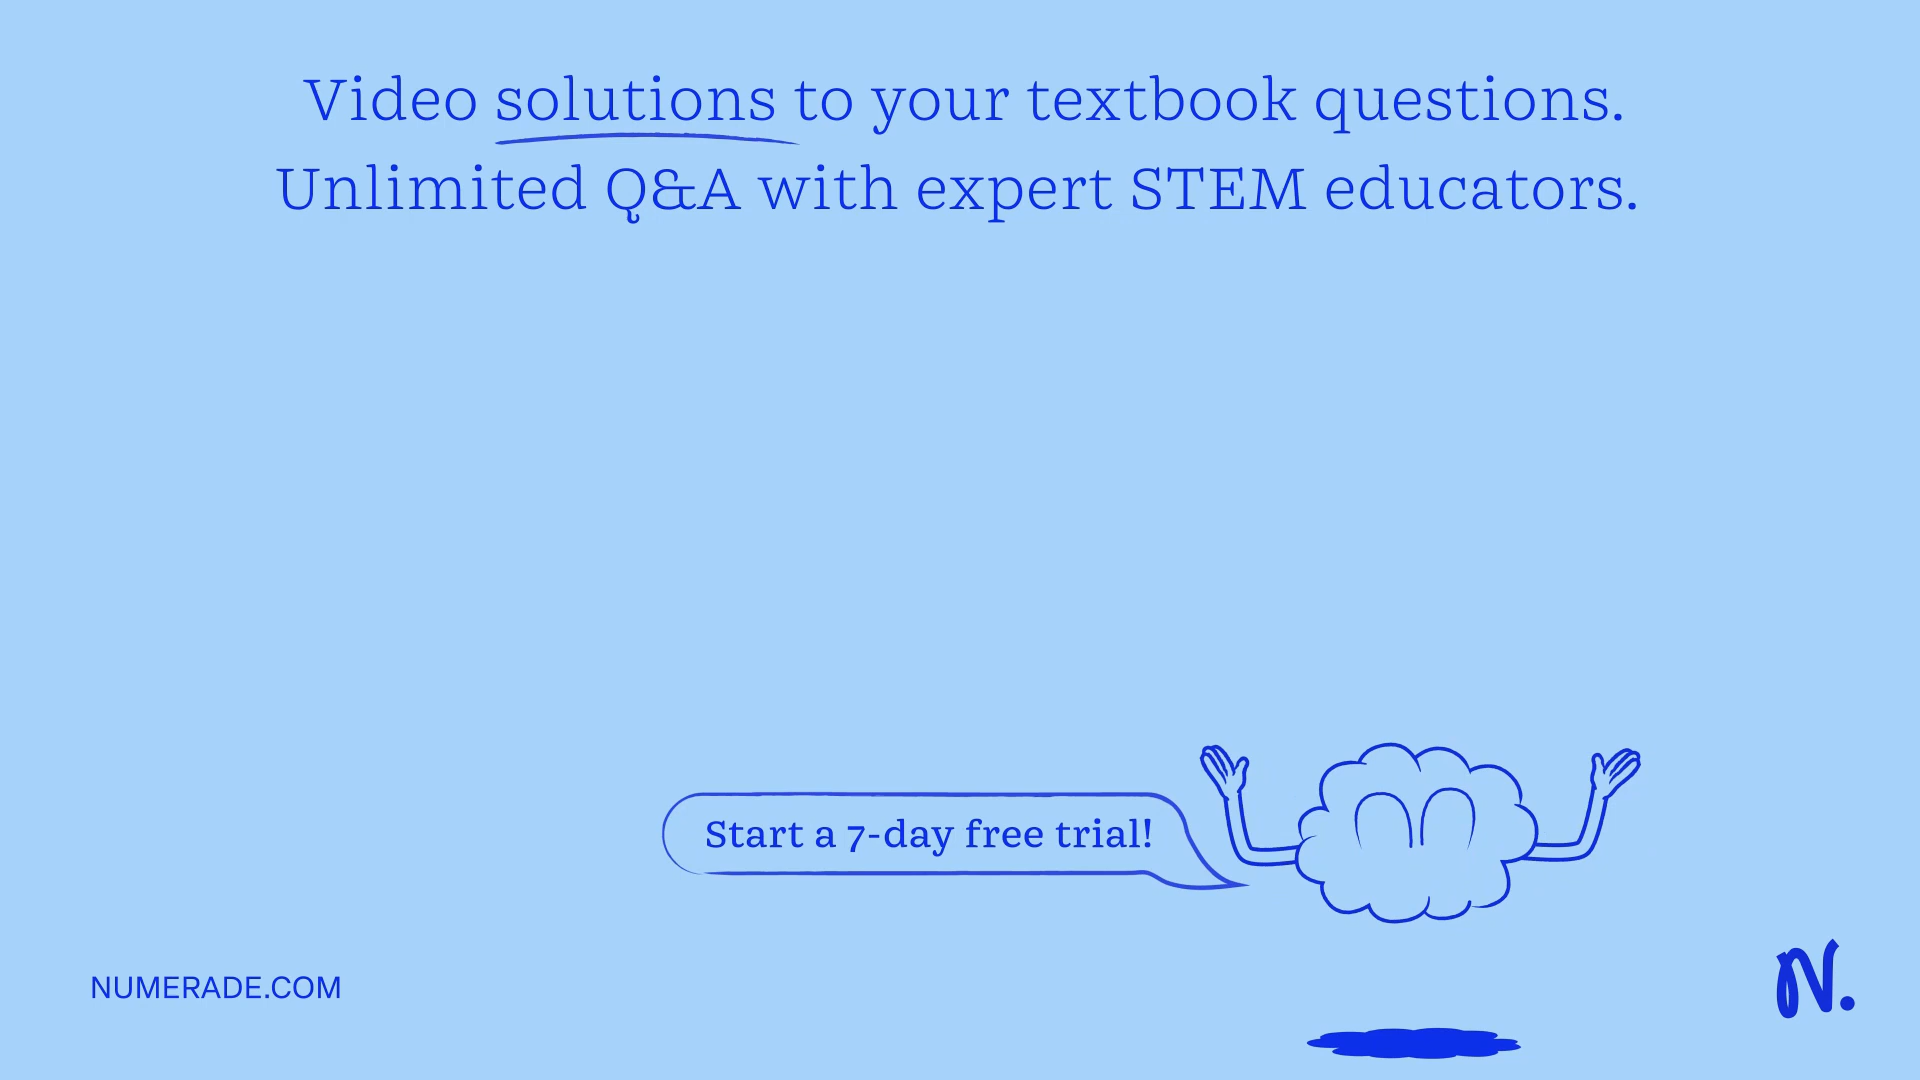 Video solutions to your textbook questions.
Unlimited Q&A with expert STEM educators.
Start a 7-day free trial!
NUMERADE.COM
N.